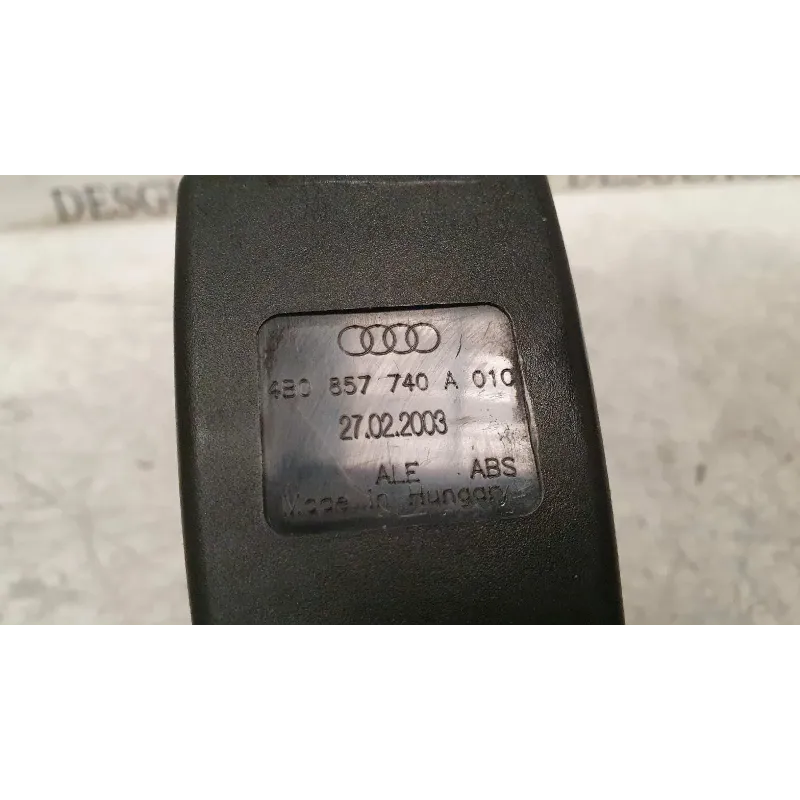 4B0 857 740 A 01C
27.02.2003
ALE ABS
Made in Hungary